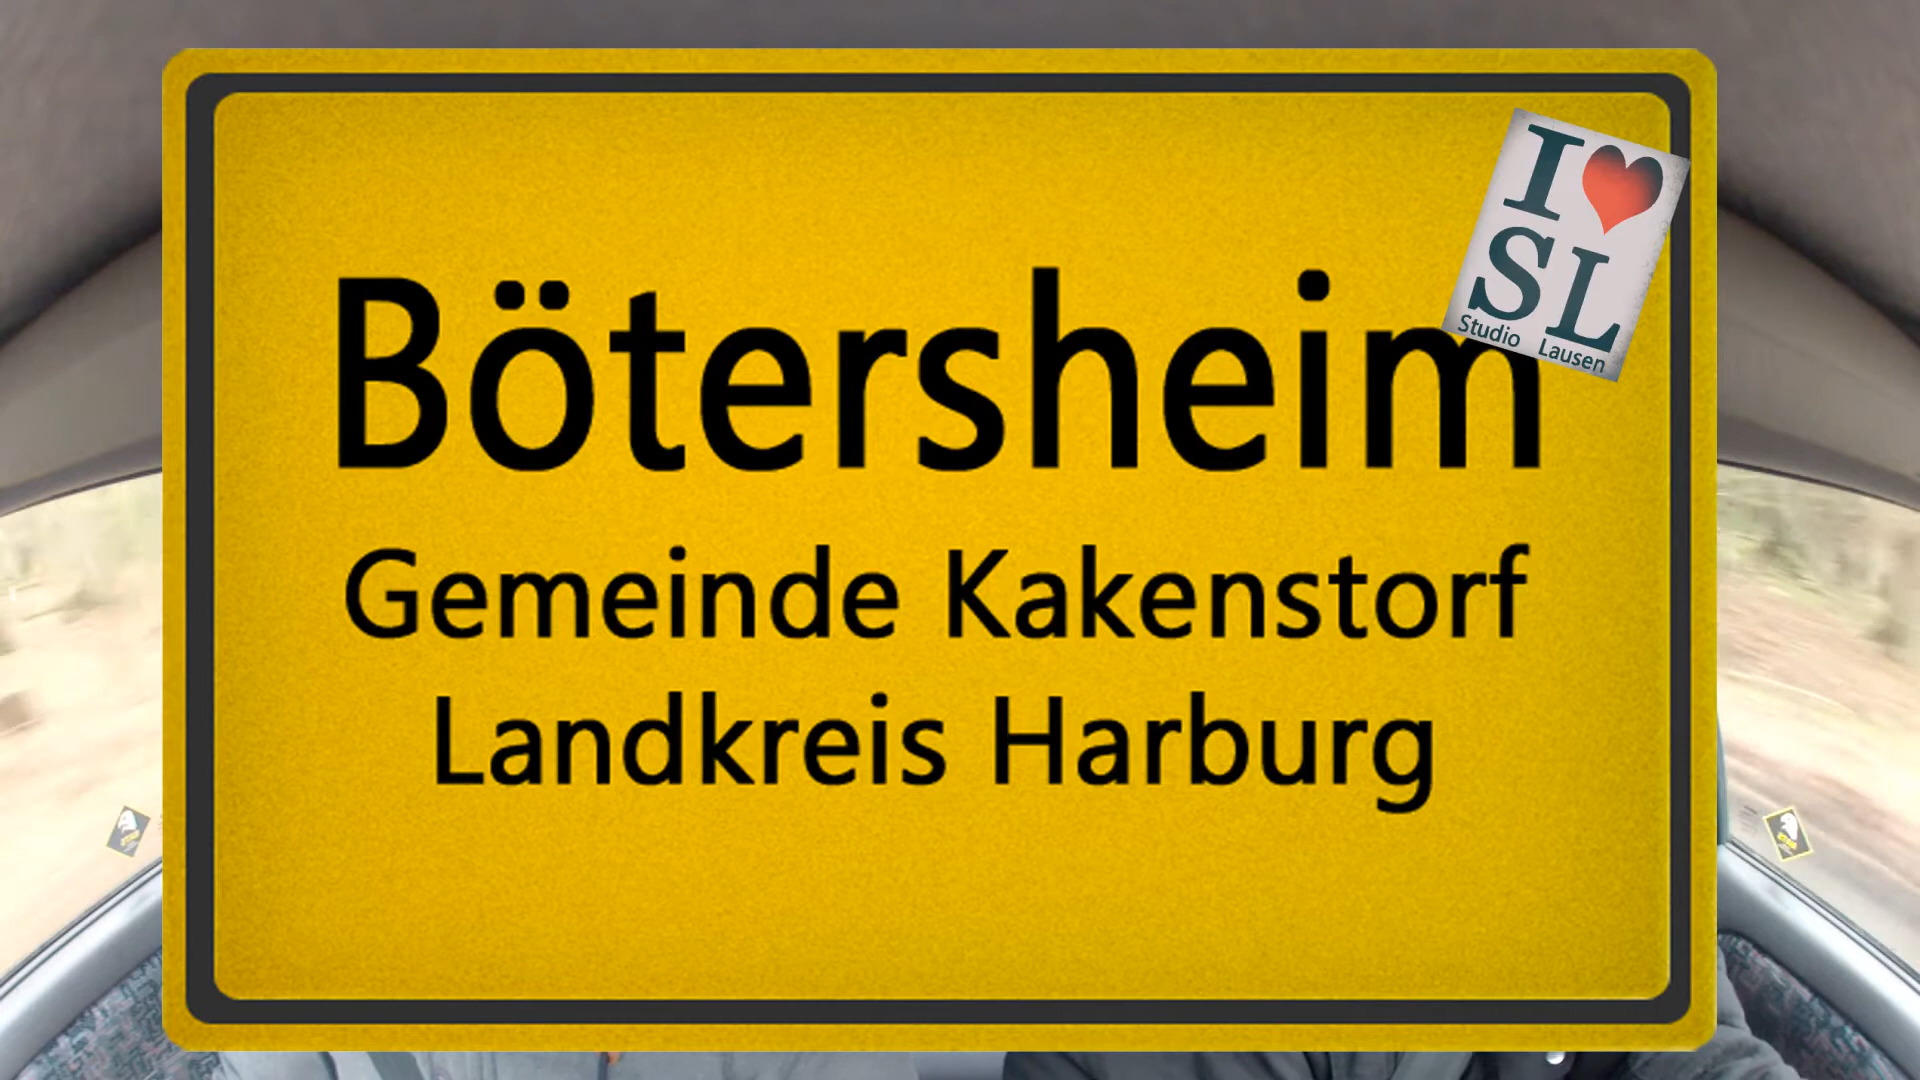 Bötersheim
Gemeinde Kakenstorf
Landkreis Harburg
I
SL
Studio Lausen